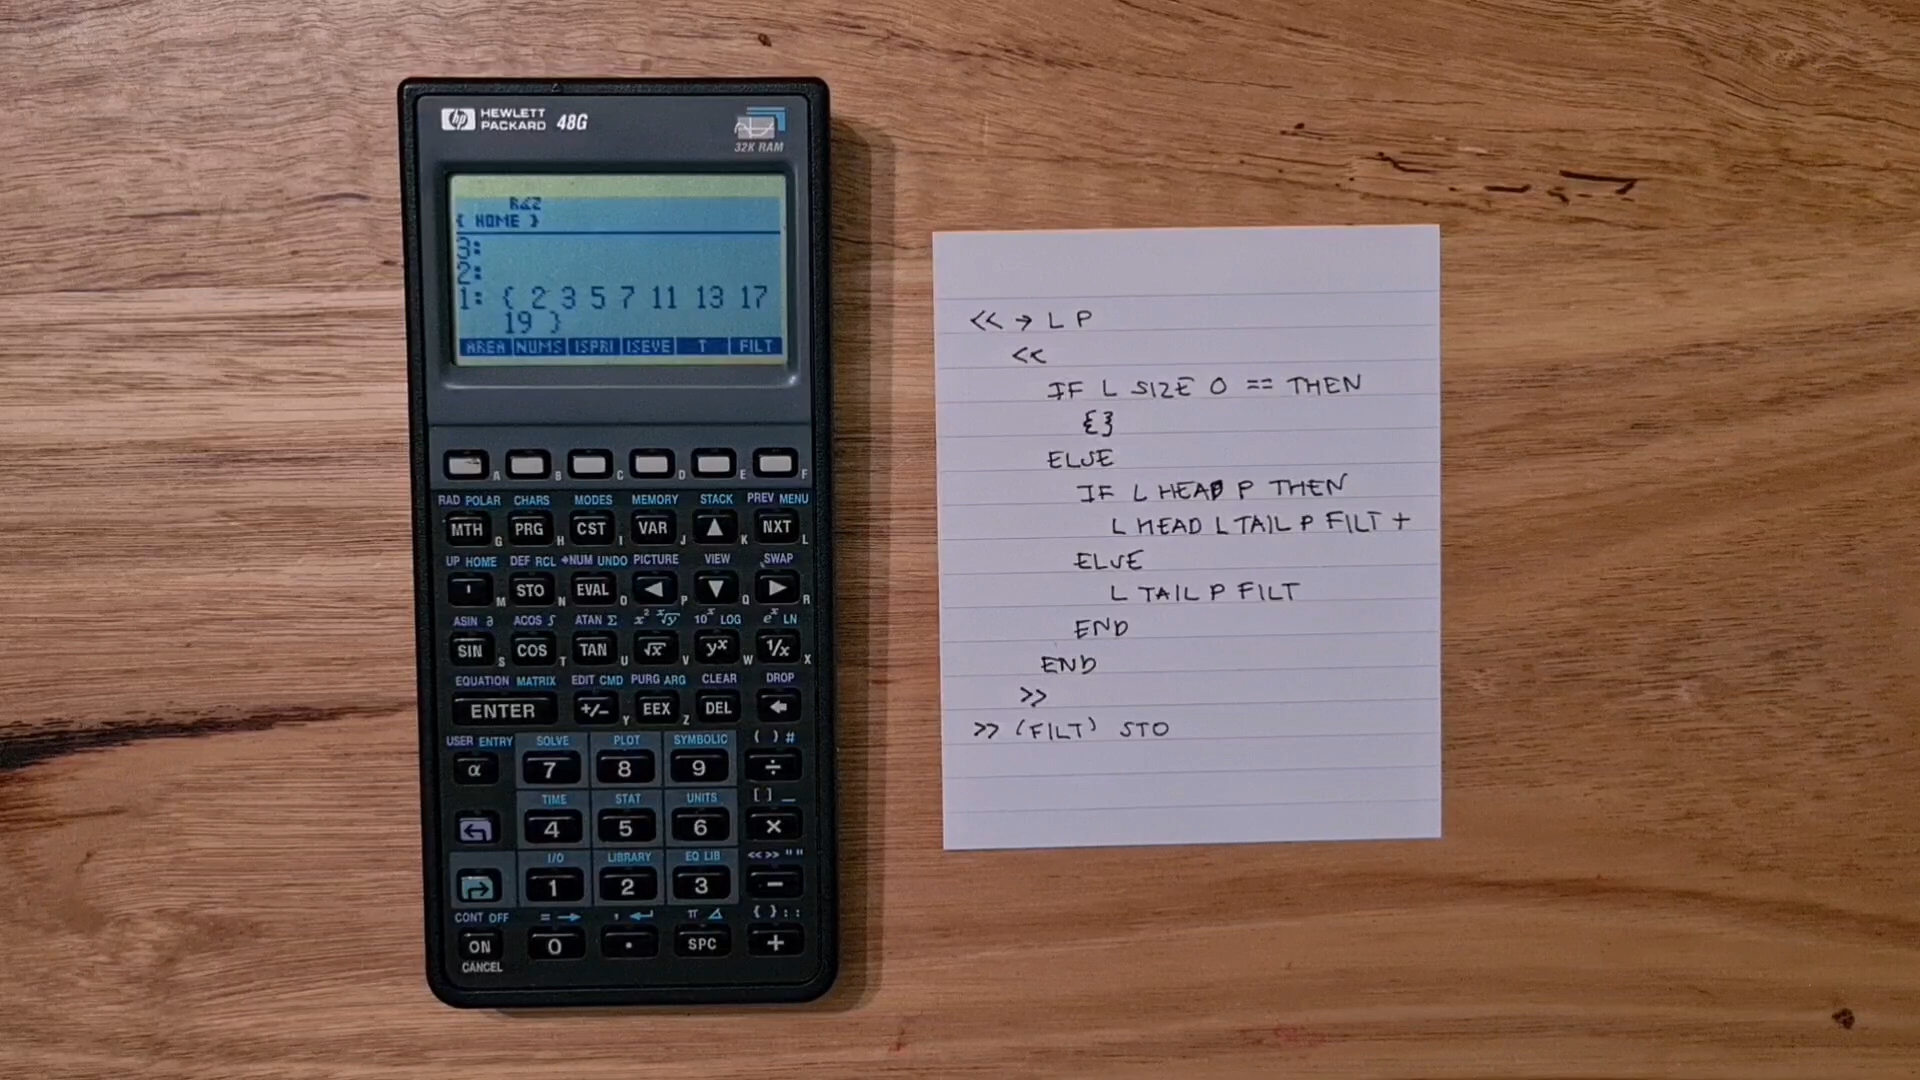 HEWLETT PACKARD 48G
32K RAM
R∡Z
{ HOME }
3:
2:
1: { 2 3 5 7 11 13 17
19 }
AREA NUMS ISPRI ISEVE T FILT
A B C D E F
RAD POLAR CHARS MODES MEMORY STACK PREV MENU
MTH G PRG H CST I VAR J ▲ K NXT L
UP HOME DEF RCL →NUM UNDO PICTURE VIEW SWAP
' M STO N EVAL O ◀ P ▼ Q ▶ R
ASIN ∂ ACOS ∫ ATAN Σ x² ˣ√y 10ˣ LOG eˣ LN
SIN S COS T TAN U √x V yˣ W 1/x X
EQUATION MATRIX EDIT CMD PURG ARG CLEAR DROP
ENTER +/− Y EEX Z DEL ←
USER ENTRY SOLVE PLOT SYMBOLIC ( ) #
α 7 8 9 ÷
TIME STAT UNITS [ ] _
4 5 6 ×
I/O LIBRARY EQ LIB << >> " "
1 2 3 −
CONT OFF = → , ↵ π ∡ { } : :
ON 0 . SPC +
CANCEL
<< → L P
<<
IF L SIZE 0 == THEN
{}
ELSE
IF L HEAD P THEN
L HEAD L TAIL P FILT +
ELSE
L TAIL P FILT
END
END
>>
>> (FILT) STO